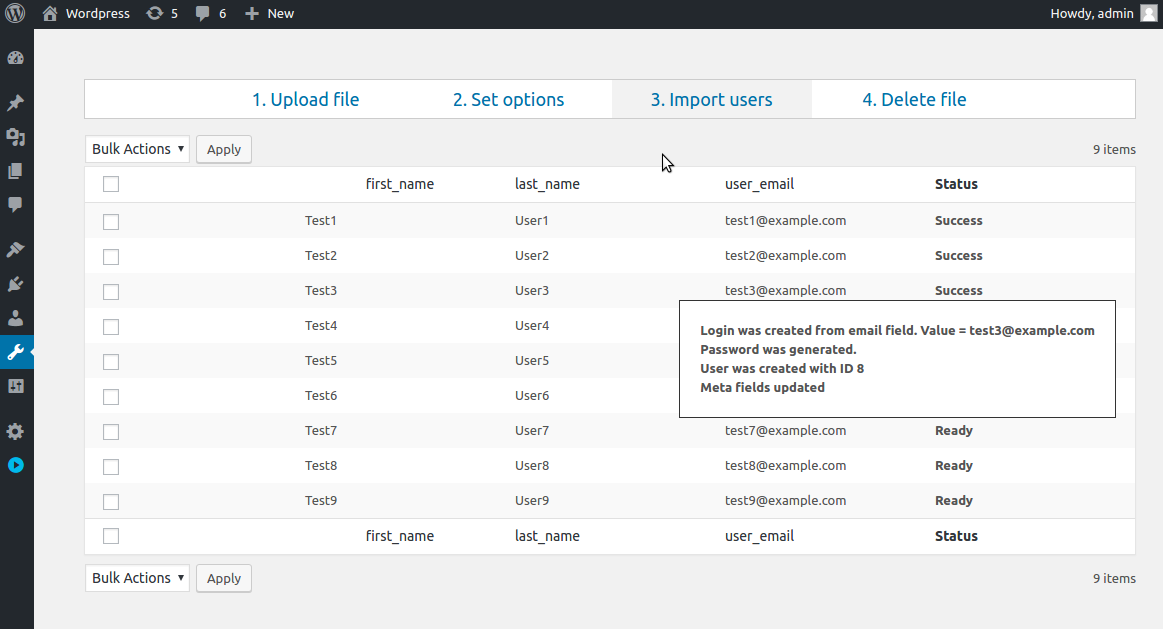 Wordpress 5 6 New Howdy, admin
1. Upload file 2. Set options 3. Import users 4. Delete file
Bulk Actions Apply 9 items
first_name last_name user_email Status
Test1 User1 test1@example.com Success
Test2 User2 test2@example.com Success
Test3 User3 test3@example.com Success
Test4 User4
Login was created from email field. Value = test3@example.com
Password was generated.
Test5 User5
User was created with ID 8
Meta fields updated
Test6 User6
Test7 User7 test7@example.com Ready
Test8 User8 test8@example.com Ready
Test9 User9 test9@example.com Ready
first_name last_name user_email Status
Bulk Actions Apply 9 items